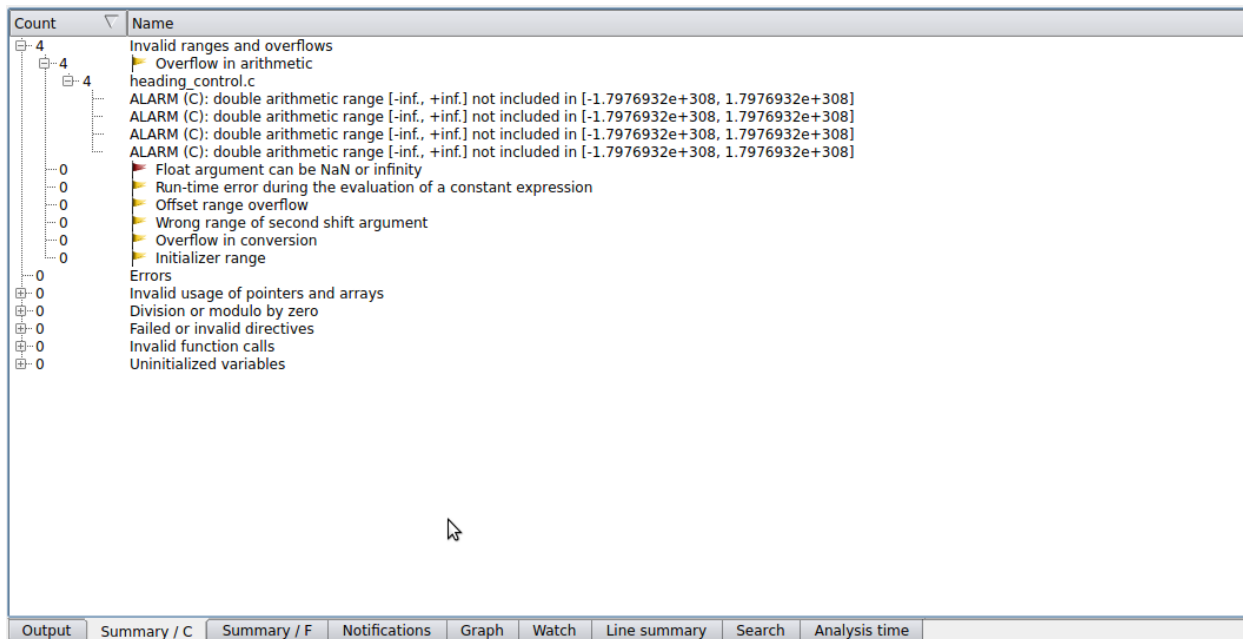 Count Name
4 Invalid ranges and overflows
4 Overflow in arithmetic
4 heading_control.c
ALARM (C): double arithmetic range [-inf., +inf.] not included in [-1.7976932e+308, 1.7976932e+308]
ALARM (C): double arithmetic range [-inf., +inf.] not included in [-1.7976932e+308, 1.7976932e+308]
ALARM (C): double arithmetic range [-inf., +inf.] not included in [-1.7976932e+308, 1.7976932e+308]
ALARM (C): double arithmetic range [-inf., +inf.] not included in [-1.7976932e+308, 1.7976932e+308]
0 Float argument can be NaN or infinity
0 Run-time error during the evaluation of a constant expression
0 Offset range overflow
0 Wrong range of second shift argument
0 Overflow in conversion
0 Initializer range
0 Errors
0 Invalid usage of pointers and arrays
0 Division or modulo by zero
0 Failed or invalid directives
0 Invalid function calls
0 Uninitialized variables
Output Summary / C Summary / F Notifications Graph Watch Line summary Search Analysis time